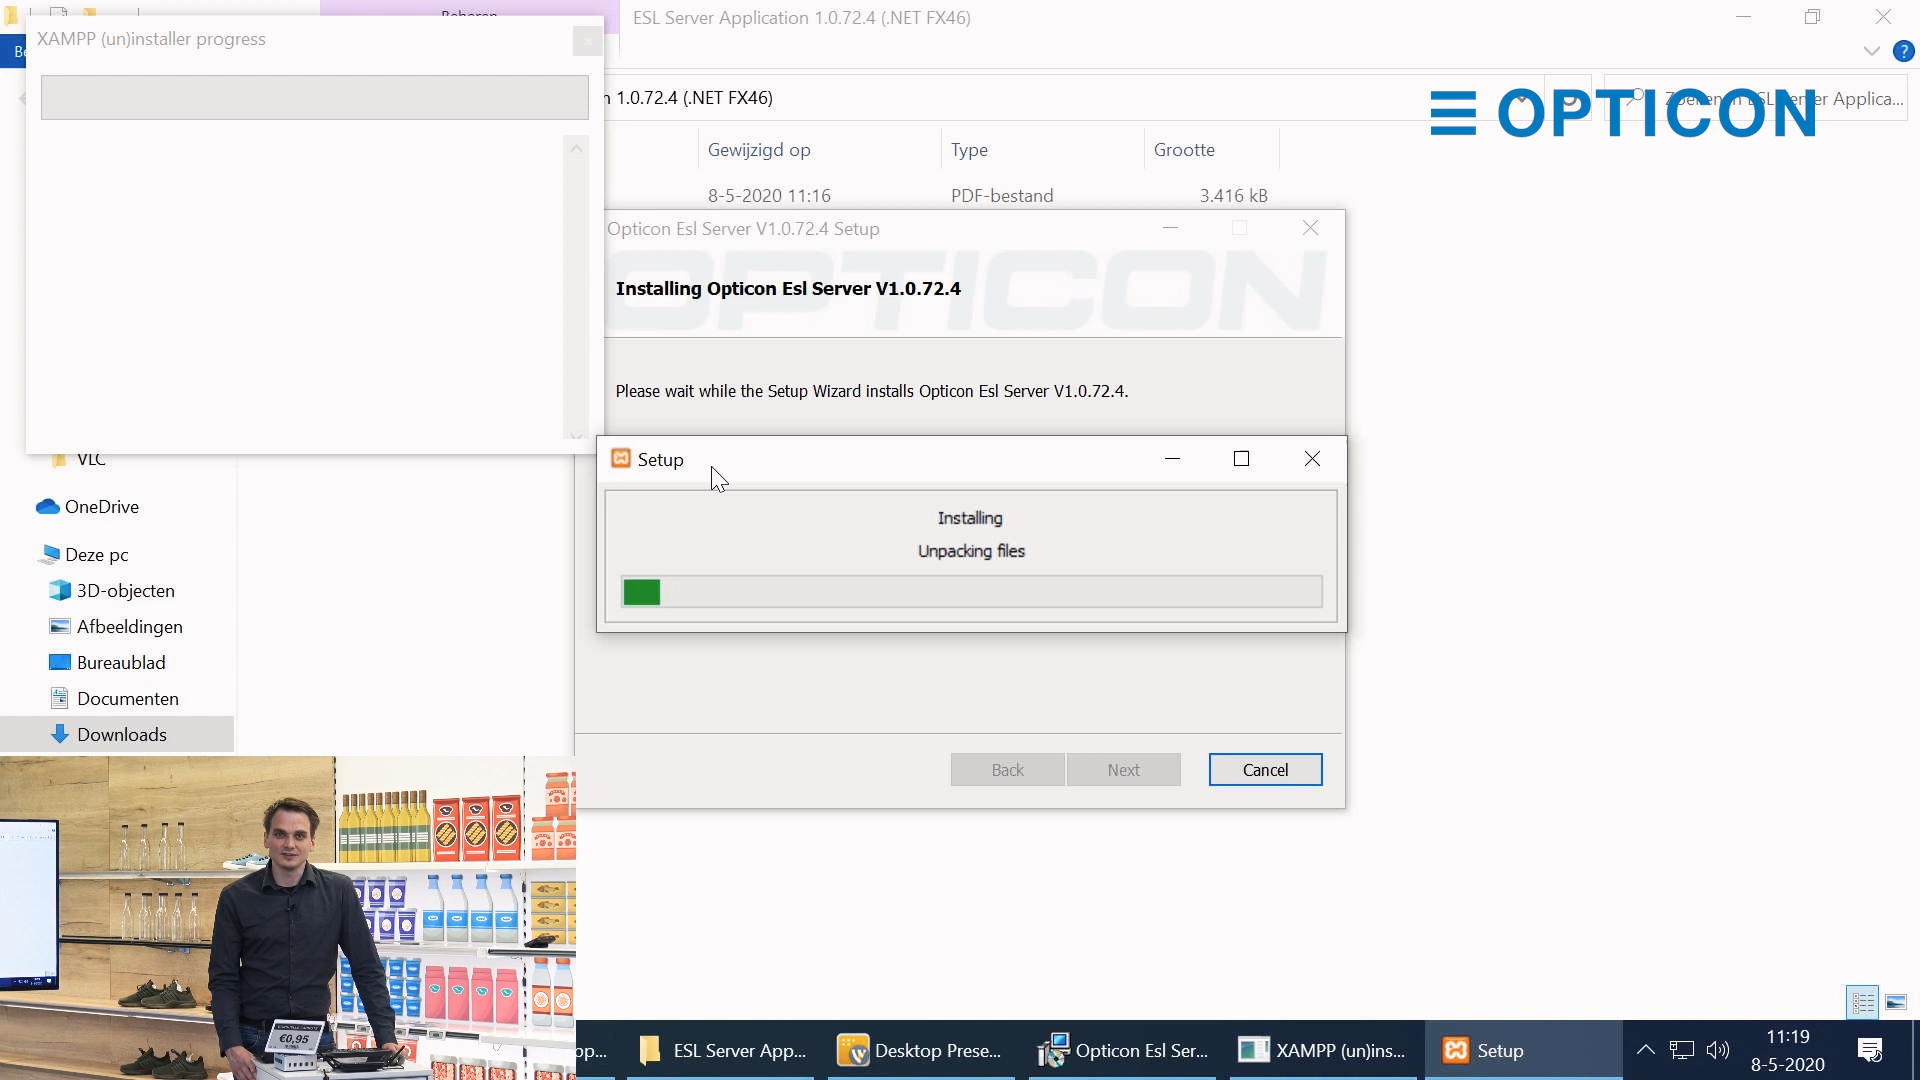 Beheren
ESL Server Application 1.0.72.4 (.NET FX46)
XAMPP (un)installer progress
n 1.0.72.4 (.NET FX46)
OPTICON
Gewijzigd op
Type
Grootte
8-5-2020 11:16
PDF-bestand
3.416 kB
Opticon Esl Server V1.0.72.4 Setup
OPTICON
Installing Opticon Esl Server V1.0.72.4
Please wait while the Setup Wizard installs Opticon Esl Server V1.0.72.4.
Setup
Installing
Unpacking files
VLC
OneDrive
Deze pc
3D-objecten
Afbeeldingen
Bureaublad
Documenten
Downloads
Back
Next
Cancel
€0,95
op...
ESL Server App...
Desktop Prese...
Opticon Esl Ser...
XAMPP (un)ins...
Setup
11:19
8-5-2020